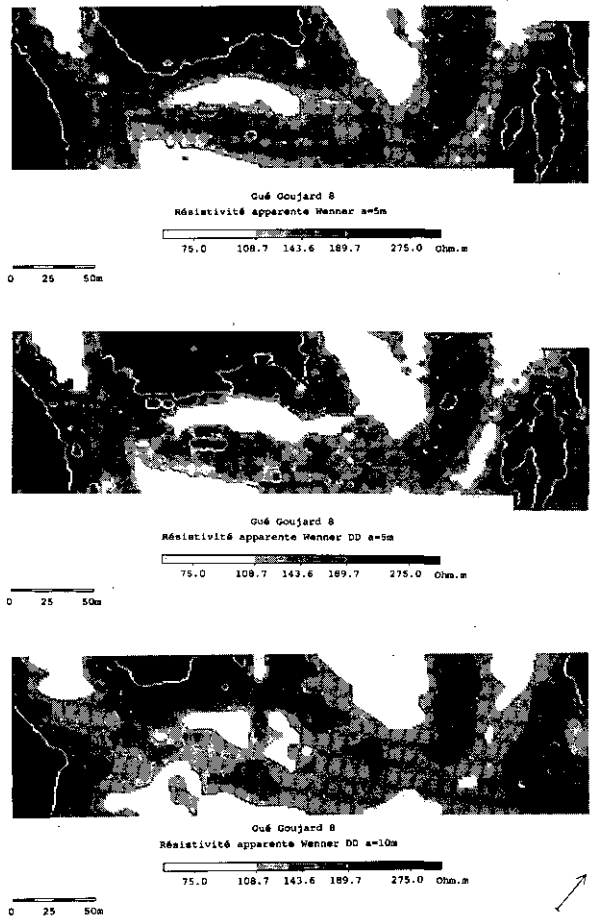 Gué Goujard 8
Résistivité apparente Wenner a=5m
75.0 108.7 143.6 189.7 275.0 Ohm.m
0 25 50m
Gué Goujard 8
Résistivité apparente Wenner DD a=5m
75.0 108.7 143.6 189.7 275.0 Ohm.m
0 25 50m
Gué Goujard 8
Résistivité apparente Wenner DD a=10m
75.0 108.7 143.6 189.7 275.0 Ohm.m
0 25 50m